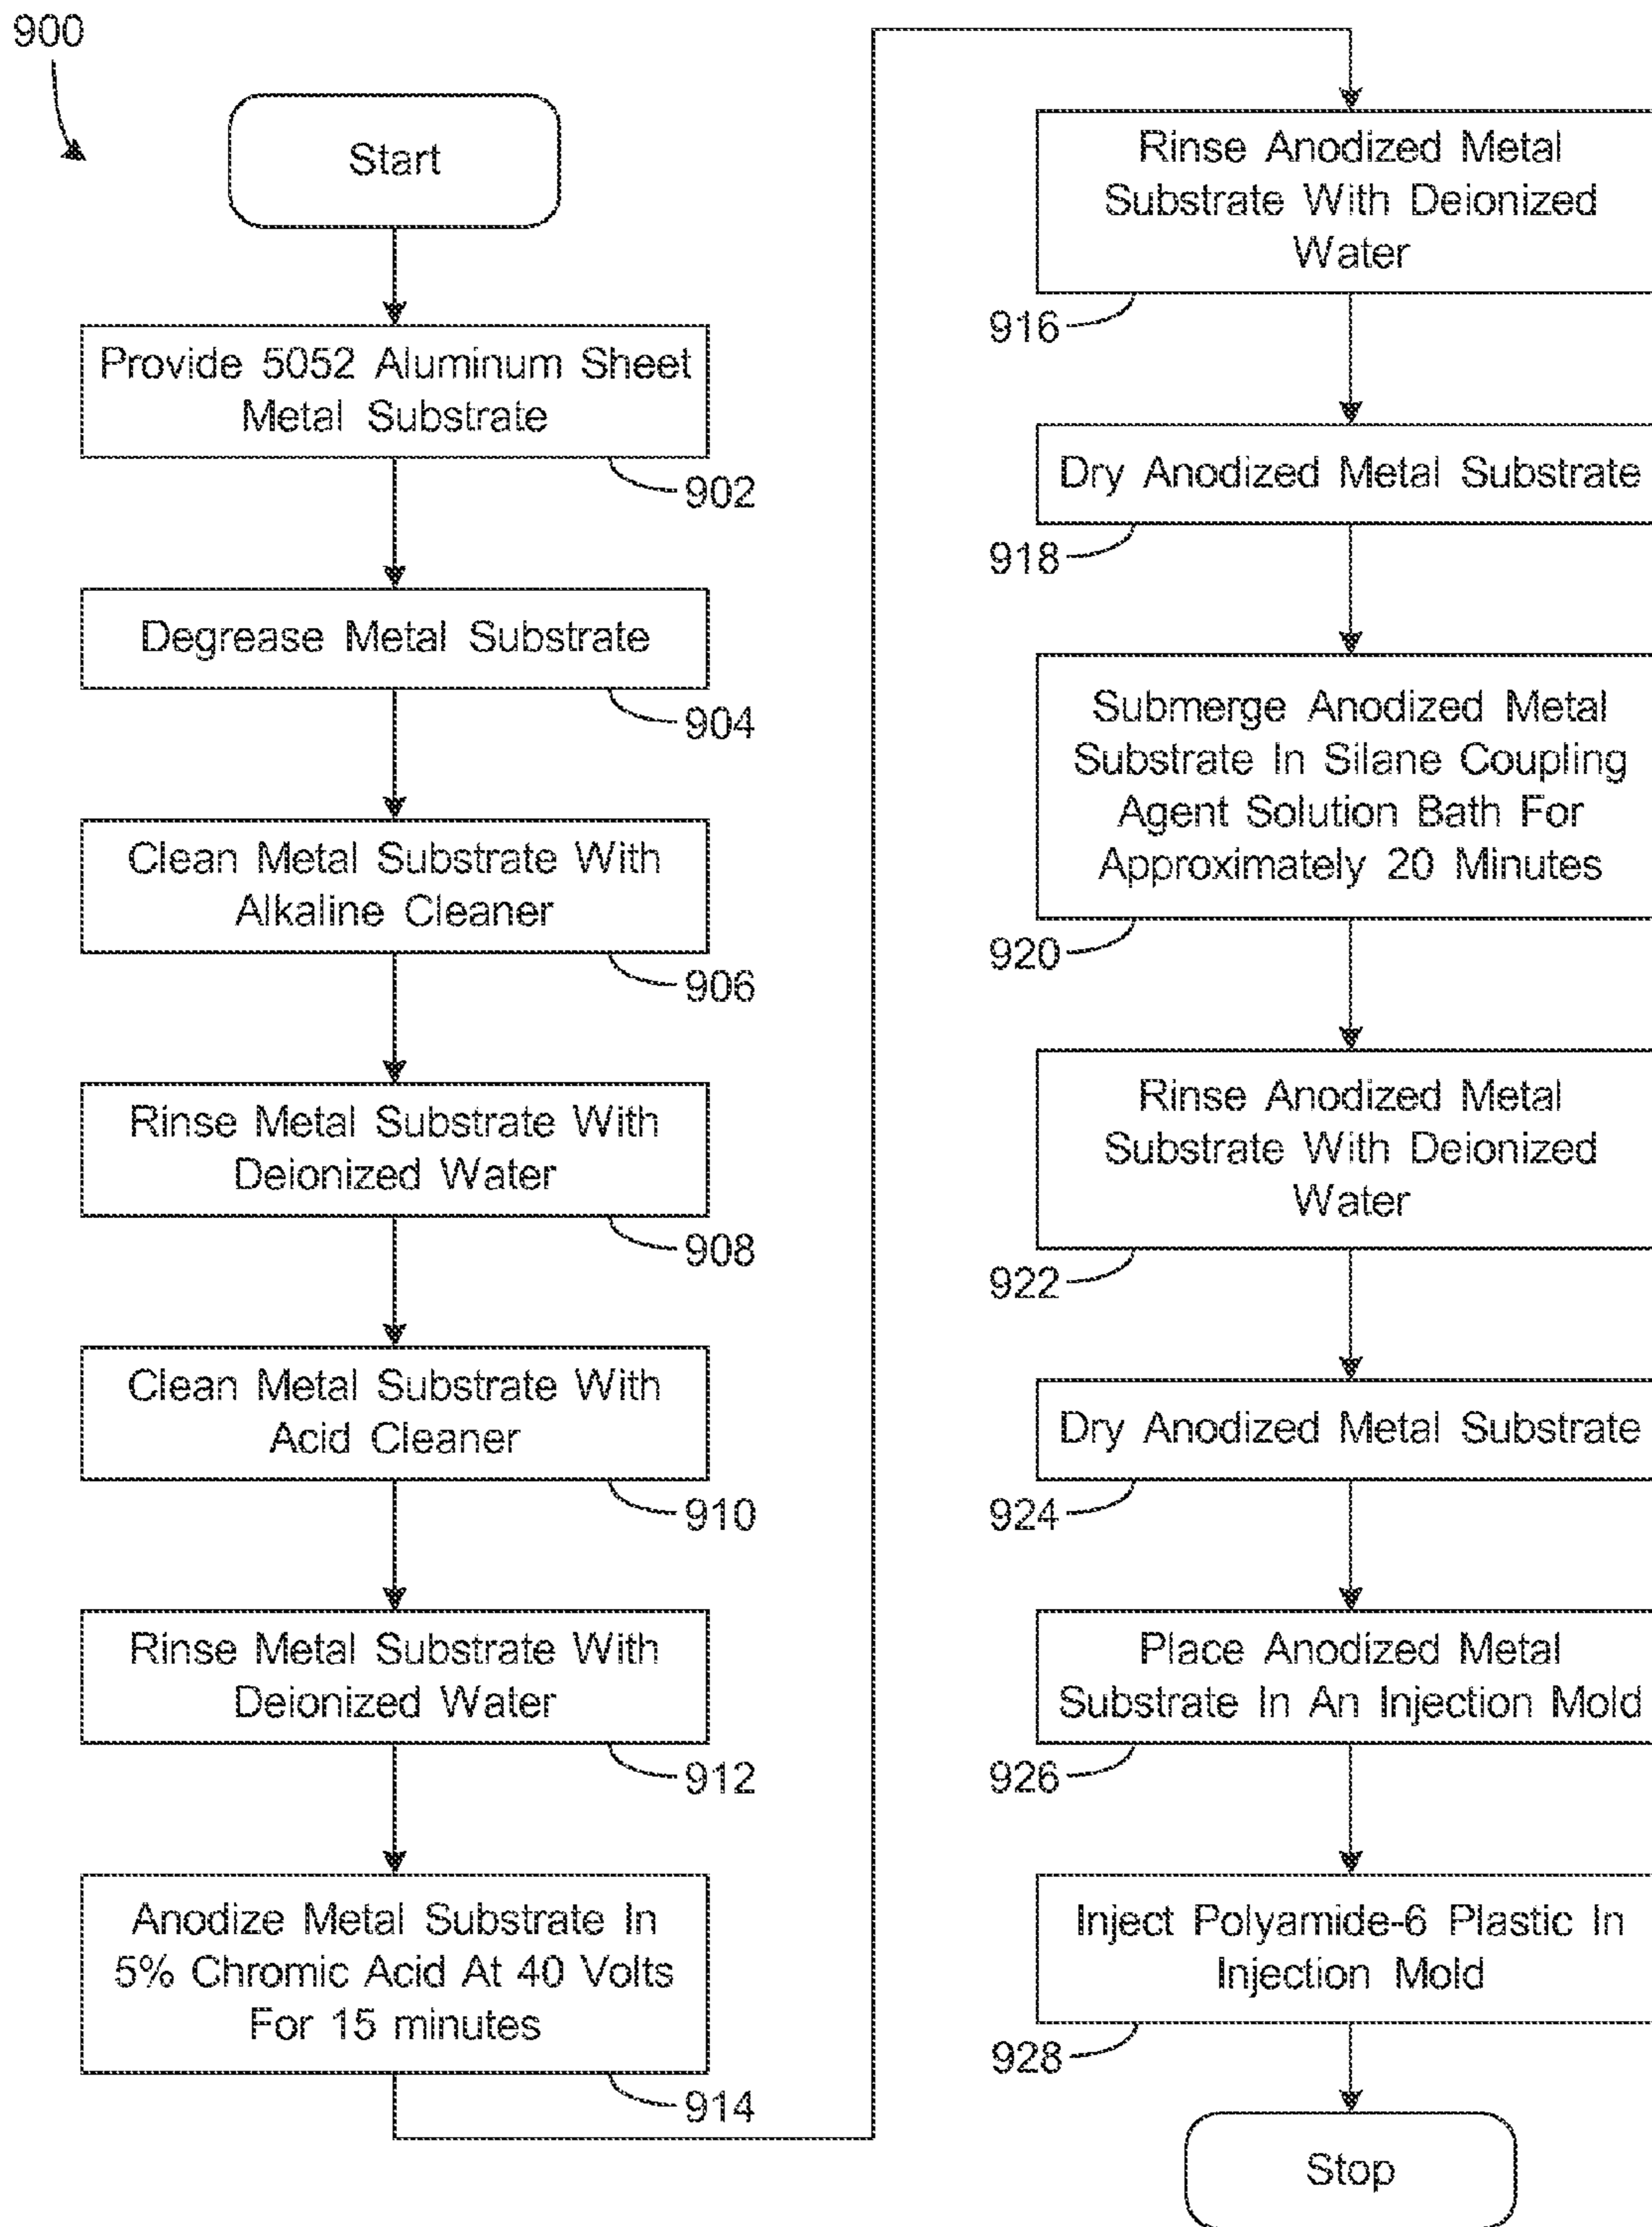 900
Start
Provide 5052 Aluminum Sheet
Metal Substrate
902
Degrease Metal Substrate
904
Clean Metal Substrate With
Alkaline Cleaner
906
Rinse Metal Substrate With
Deionized Water
908
Clean Metal Substrate With
Acid Cleaner
910
Rinse Metal Substrate With
Deionized Water
912
Anodize Metal Substrate In
5% Chromic Acid At 40 Volts
For 15 minutes
914
Rinse Anodized Metal
Substrate With Deionized
Water
916
Dry Anodized Metal Substrate
918
Submerge Anodized Metal
Substrate In Silane Coupling
Agent Solution Bath For
Approximately 20 Minutes
920
Rinse Anodized Metal
Substrate With Deionized
Water
922
Dry Anodized Metal Substrate
924
Place Anodized Metal
Substrate In An Injection Mold
926
Inject Polyamide-6 Plastic In
Injection Mold
928
Stop